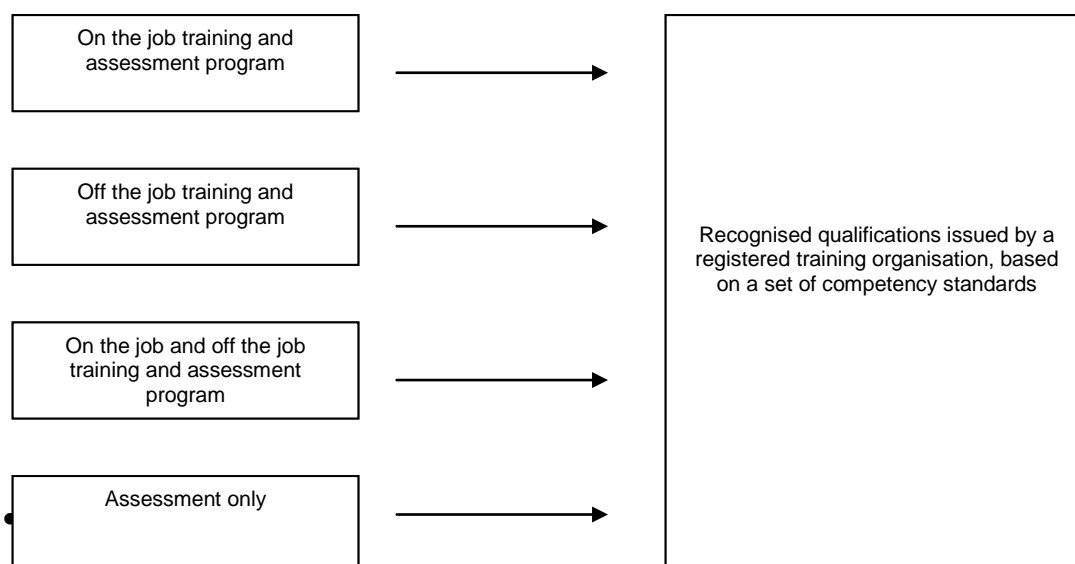 On the job training and
assessment program
Off the job training and
assessment program
On the job and off the job
training and assessment
program
Assessment only
Recognised qualifications issued by a
registered training organisation, based
on a set of competency standards